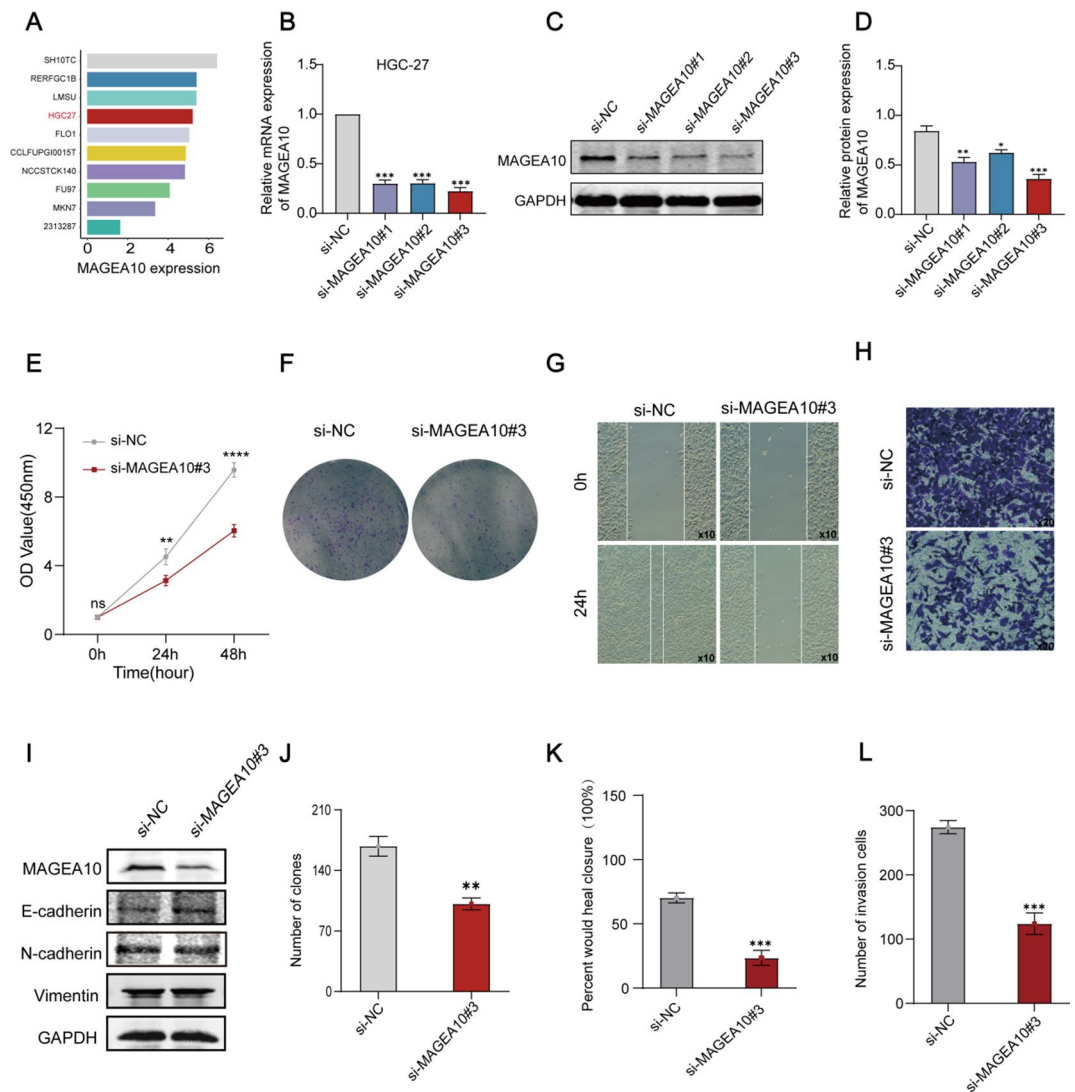 A
SH10TC
RERFGC1B
LMSU
HGC27
FLO1
CCLFUPGI0015T
NCCSTCK140
FU97
MKN7
2313287
0 2 4 6
MAGEA10 expression
B
HGC-27
Relative mRNA expression
of MAGEA10
1.5
1.0
0.5
0.0
***
***
***
si-NC
si-MAGEA10#1
si-MAGEA10#2
si-MAGEA10#3
C
si-NC
si-MAGEA10#1
si-MAGEA10#2
si-MAGEA10#3
MAGEA10
GAPDH
D
Relative protein expression
of MAGEA10
1.5
1.0
0.5
0.0
**
*
***
si-NC
si-MAGEA10#1
si-MAGEA10#2
si-MAGEA10#3
E
OD Value(450nm)
12
8
4
0
si-NC
si-MAGEA10#3
ns
**
****
0h 24h 48h
Time(hour)
F
si-NC si-MAGEA10#3
G
si-NC si-MAGEA10#3
0h
x10 x10
24h
x10 x10
H
si-NC
x20
si-MAGEA10#3
x20
I
si-NC
si-MAGEA10#3
MAGEA10
E-cadherin
N-cadherin
Vimentin
GAPDH
J
Number of clones
210
140
70
0
**
si-NC
si-MAGEA10#3
K
Percent would heal closure (100%)
150
100
50
0
***
si-NC
si-MAGEA10#3
L
Number of invasion cells
300
200
100
0
***
si-NC
si-MAGEA10#3